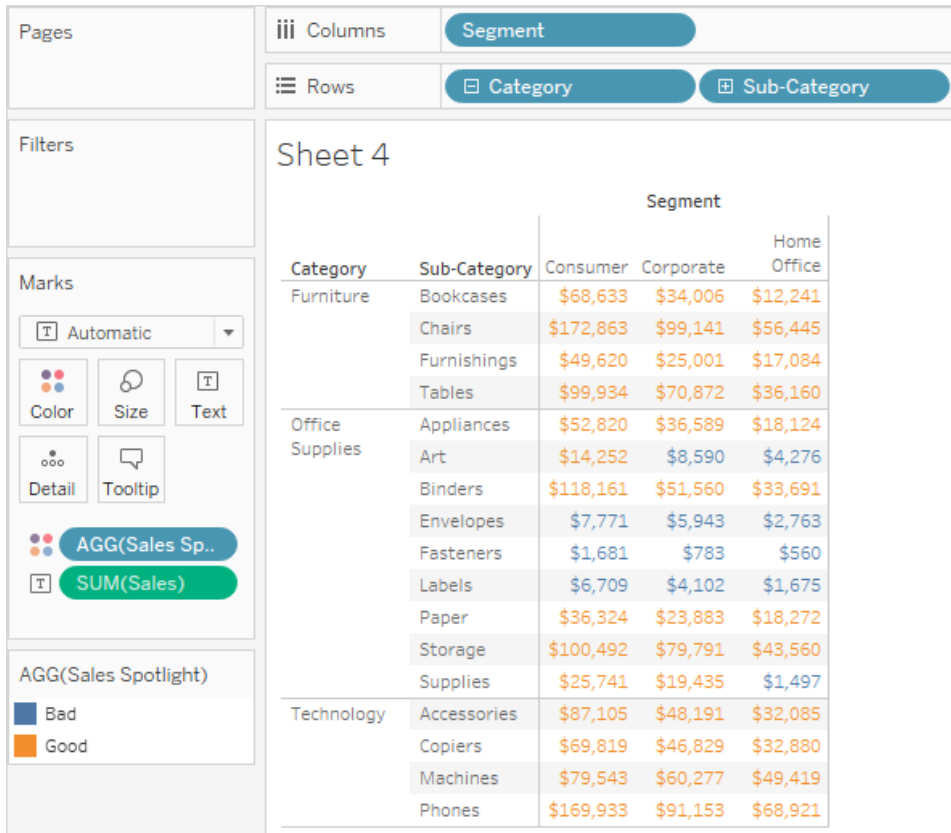 Pages
Columns Segment
Rows Category Sub-Category
Filters
Sheet 4
Segment
Category Sub-Category Consumer Corporate Home Office
Furniture Bookcases $68,633 $34,006 $12,241
Chairs $172,863 $99,141 $56,445
Furnishings $49,620 $25,001 $17,084
Tables $99,934 $70,872 $36,160
Office Supplies Appliances $52,820 $36,589 $18,124
Art $14,252 $8,590 $4,276
Binders $118,161 $51,560 $33,691
Envelopes $7,771 $5,943 $2,763
Fasteners $1,681 $783 $560
Labels $6,709 $4,102 $1,675
Paper $36,324 $23,883 $18,272
Storage $100,492 $79,791 $43,560
Supplies $25,741 $19,435 $1,497
Technology Accessories $87,105 $48,191 $32,085
Copiers $69,819 $46,829 $32,880
Machines $79,543 $60,277 $49,419
Phones $169,933 $91,153 $68,921
Marks
T Automatic
Color Size T Text
Detail Tooltip
AGG(Sales Sp..
T SUM(Sales)
AGG(Sales Spotlight)
Bad
Good